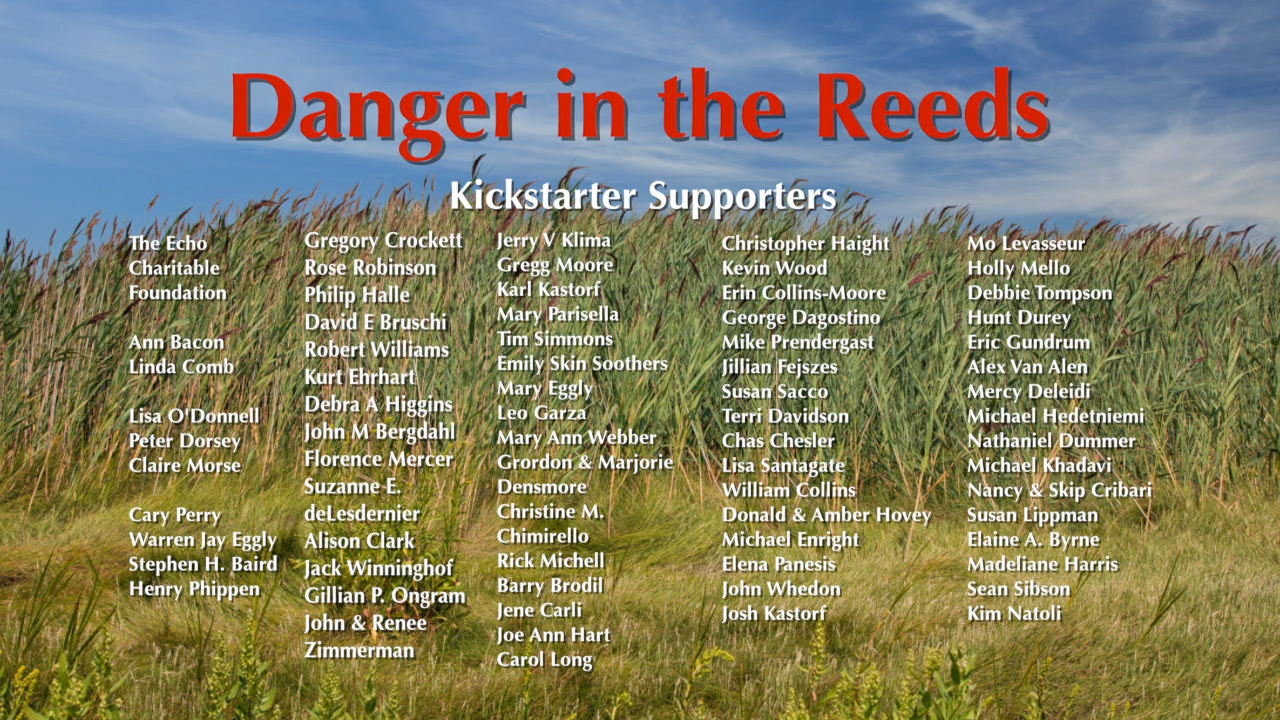 Danger in the Reeds
Kickstarter Supporters
The Echo
Charitable
Foundation
Ann Bacon
Linda Comb
Lisa O'Donnell
Peter Dorsey
Claire Morse
Cary Perry
Warren Jay Eggly
Stephen H. Baird
Henry Phippen
Gregory Crockett
Rose Robinson
Philip Halle
David E Bruschi
Robert Williams
Kurt Ehrhart
Debra A Higgins
John M Bergdahl
Florence Mercer
Suzanne E.
deLesdernier
Alison Clark
Jack Winninghof
Gillian P. Ongram
John & Renee
Zimmerman
Jerry V Klima
Gregg Moore
Karl Kastorf
Mary Parisella
Tim Simmons
Emily Skin Soothers
Mary Eggly
Leo Garza
Mary Ann Webber
Grordon & Marjorie
Densmore
Christine M.
Chimirello
Rick Michell
Barry Brodil
Jene Carli
Joe Ann Hart
Carol Long
Christopher Haight
Kevin Wood
Erin Collins-Moore
George Dagostino
Mike Prendergast
Jillian Fejszes
Susan Sacco
Terri Davidson
Chas Chesler
Lisa Santagate
William Collins
Donald & Amber Hovey
Michael Enright
Elena Panesis
John Whedon
Josh Kastorf
Mo Levasseur
Holly Mello
Debbie Tompson
Hunt Durey
Eric Gundrum
Alex Van Alen
Mercy Deleidi
Michael Hedetniemi
Nathaniel Dummer
Michael Khadavi
Nancy & Skip Cribari
Susan Lippman
Elaine A. Byrne
Madeliane Harris
Sean Sibson
Kim Natoli